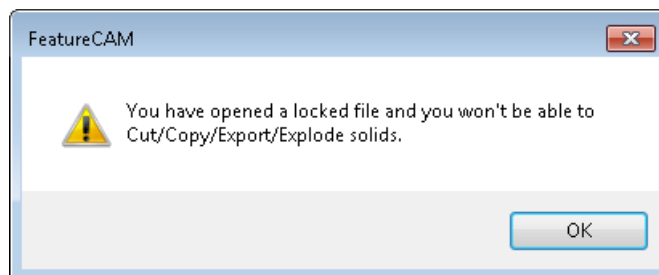 FeatureCAM
You have opened a locked file and you won't be able to
Cut/Copy/Export/Explode solids.
OK